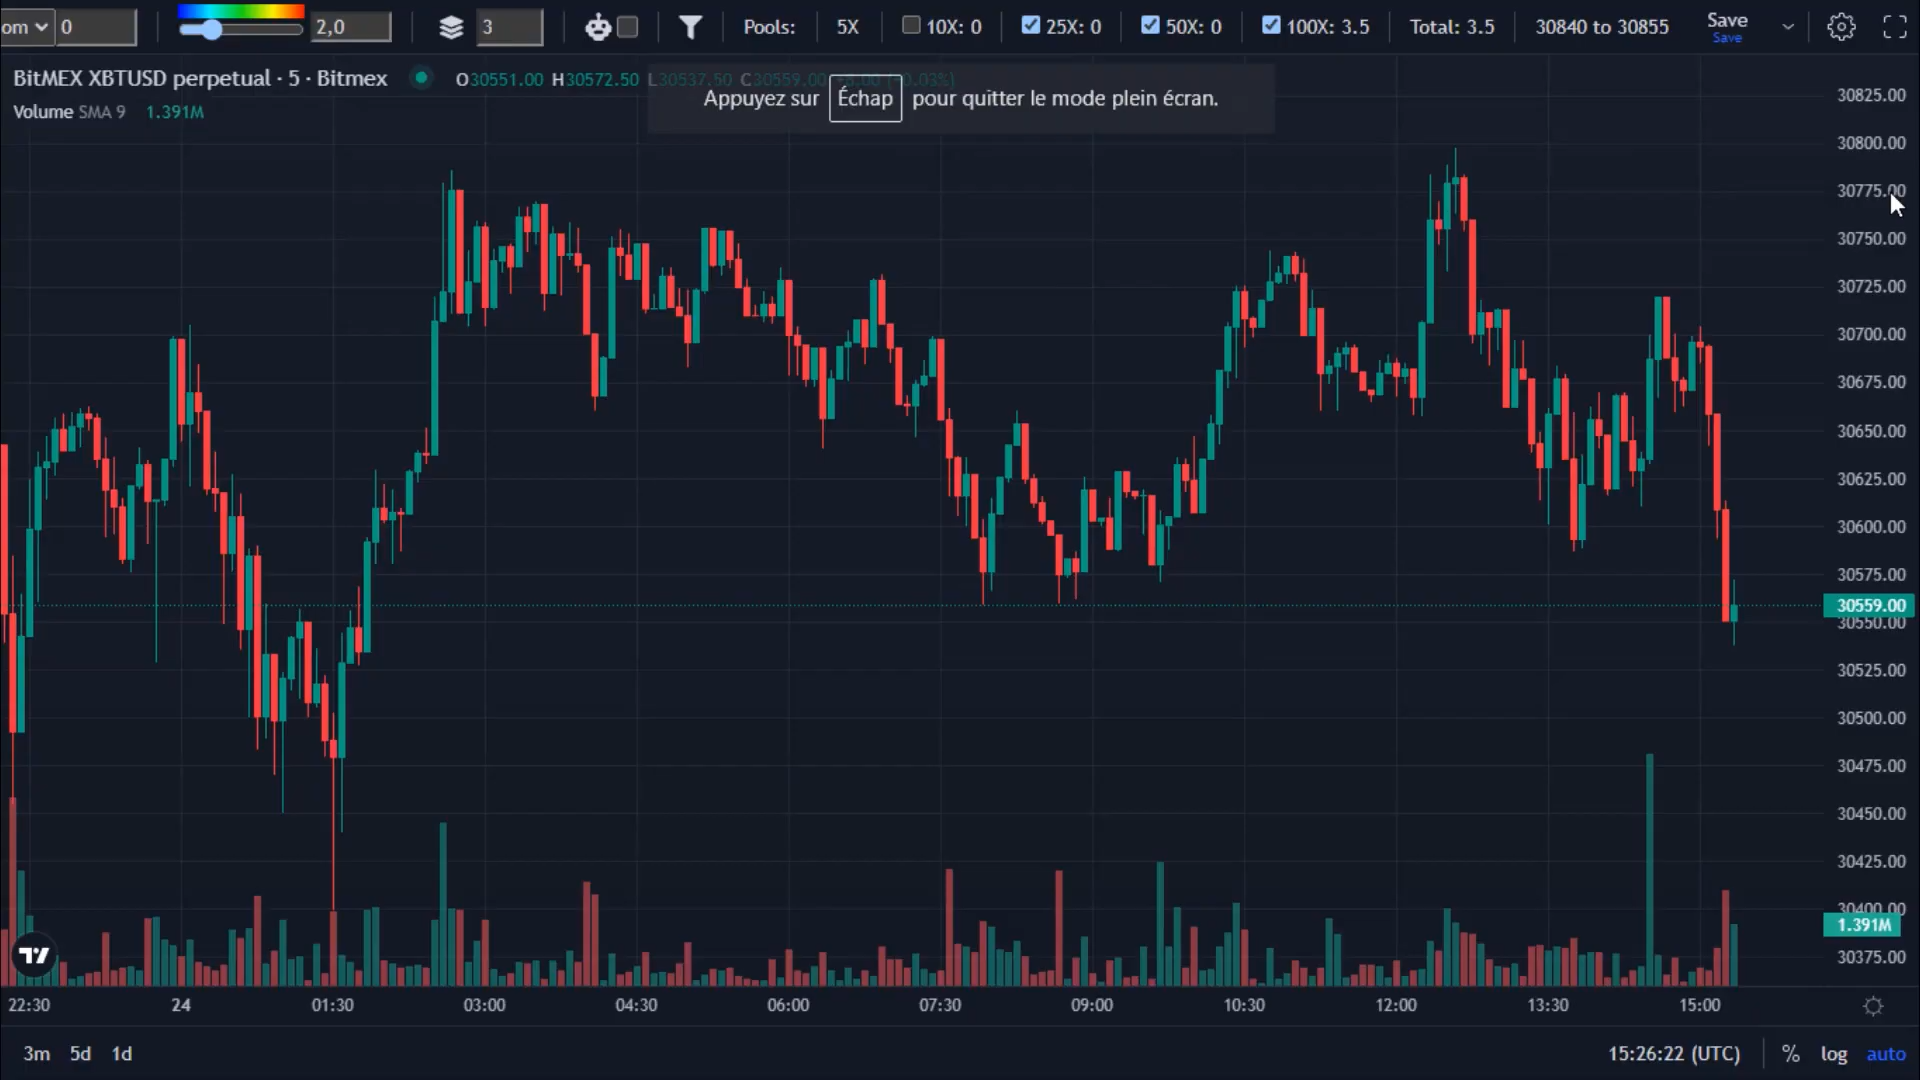 om 0 2,0 3 Pools: 5X 10X: 0 25X: 0 50X: 0 100X: 3.5 Total: 3.5 30840 to 30855 Save
Save
BitMEX XBTUSD perpetual · 5 · Bitmex O30551.00 H30572.50 L30537.50 C30559.00
Volume SMA 9 1.391M
Appuyez sur Échap pour quitter le mode plein écran.
30825.00
30800.00
30775.00
30750.00
30725.00
30700.00
30675.00
30650.00
30625.00
30600.00
30575.00
30559.00
30550.00
30525.00
30500.00
30475.00
30450.00
30425.00
30400.00
1.391M
30375.00
22:30 24 01:30 03:00 04:30 06:00 07:30 09:00 10:30 12:00 13:30 15:00
3m 5d 1d 15:26:22 (UTC) % log auto